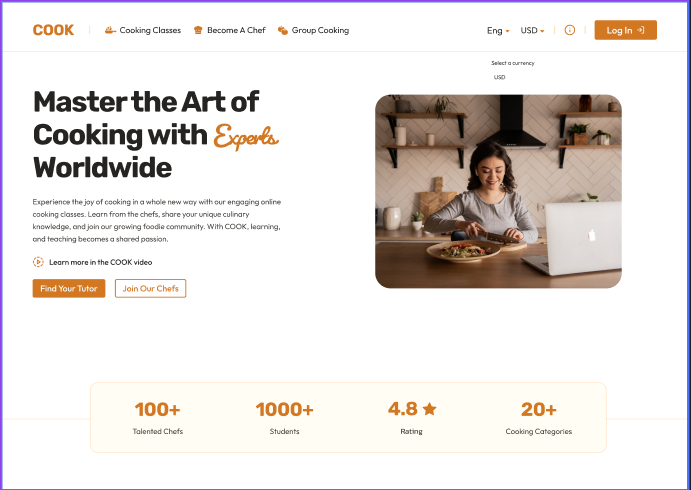 COOK
Cooking Classes
Become A Chef
Group Cooking
Eng
USD
Log In
Select a currency
USD
Master the Art of
Cooking with Experts
Worldwide
Experience the joy of cooking in a whole new way with our engaging online
cooking classes. Learn from the chefs, share your unique culinary
knowledge, and join our growing foodie community. With COOK, learning,
and teaching becomes a shared passion.
Learn more in the COOK video
Find Your Tutor
Join Our Chefs
100+
1000+
4.8
20+
Talented Chefs
Students
Rating
Cooking Categories